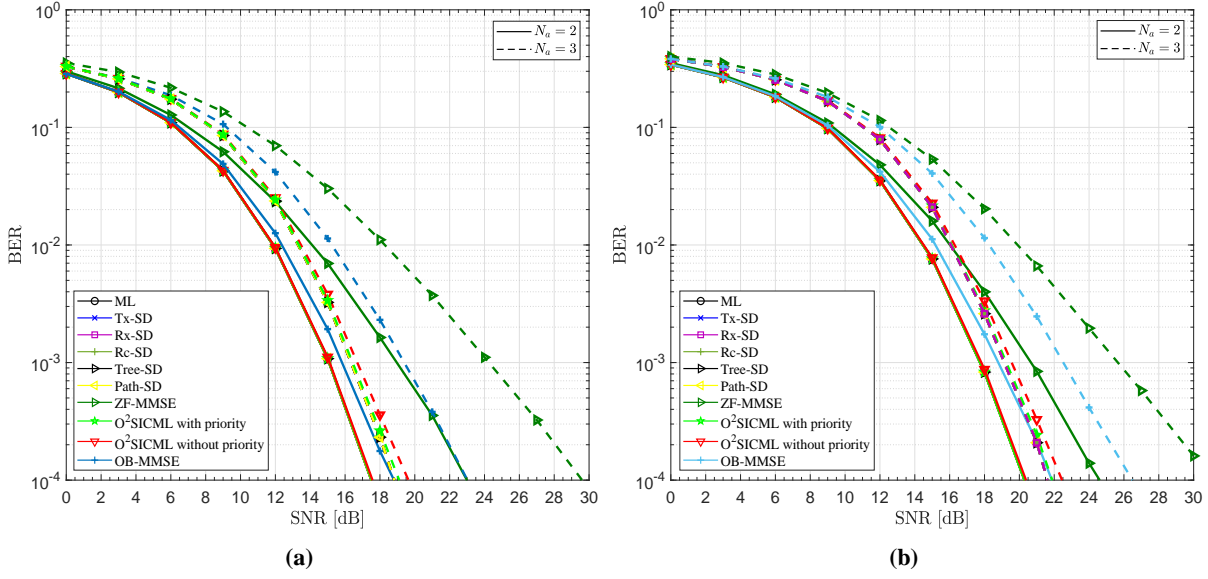 10^0
10^-1
10^-2
10^-3
10^-4
BER
N_a = 2
N_a = 3
ML
Tx-SD
Rx-SD
Rc-SD
Tree-SD
Path-SD
ZF-MMSE
O^2SICML with priority
O^2SICML without priority
OB-MMSE
0 2 4 6 8 10 12 14 16 18 20 22 24 26 28 30
SNR [dB]
(a)
10^0
10^-1
10^-2
10^-3
10^-4
BER
N_a = 2
N_a = 3
ML
Tx-SD
Rx-SD
Rc-SD
Tree-SD
Path-SD
ZF-MMSE
O^2SICML with priority
O^2SICML without priority
OB-MMSE
0 2 4 6 8 10 12 14 16 18 20 22 24 26 28 30
SNR [dB]
(b)